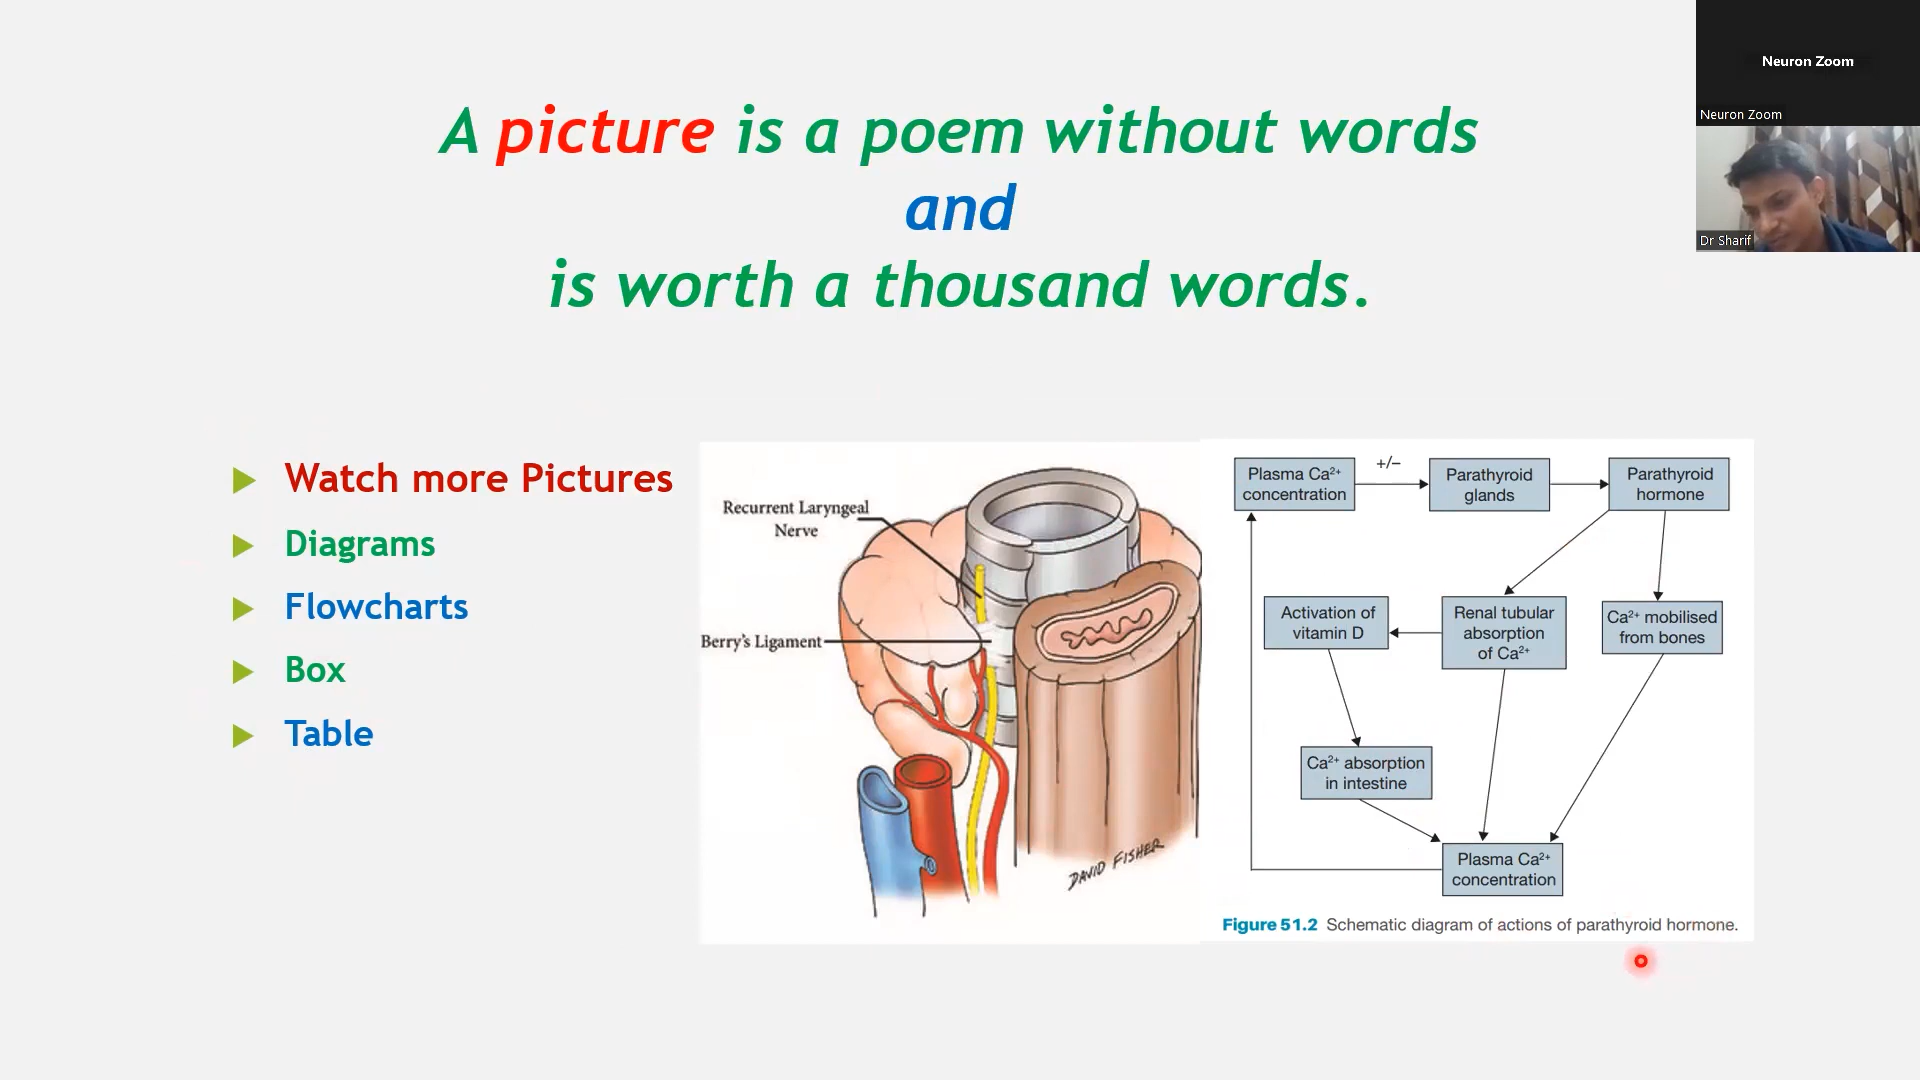 A picture is a poem without words
and
is worth a thousand words.
Neuron Zoom
Neuron Zoom
Dr Sharif
Watch more Pictures
Diagrams
Flowcharts
Box
Table
Recurrent Laryngeal
Nerve
Berry's Ligament
DAVID FISHER
Plasma Ca²⁺
concentration
+/−
Parathyroid
glands
Parathyroid
hormone
Activation of
vitamin D
Renal tubular
absorption
of Ca²⁺
Ca²⁺ mobilised
from bones
Ca²⁺ absorption
in intestine
Plasma Ca²⁺
concentration
Figure 51.2 Schematic diagram of actions of parathyroid hormone.